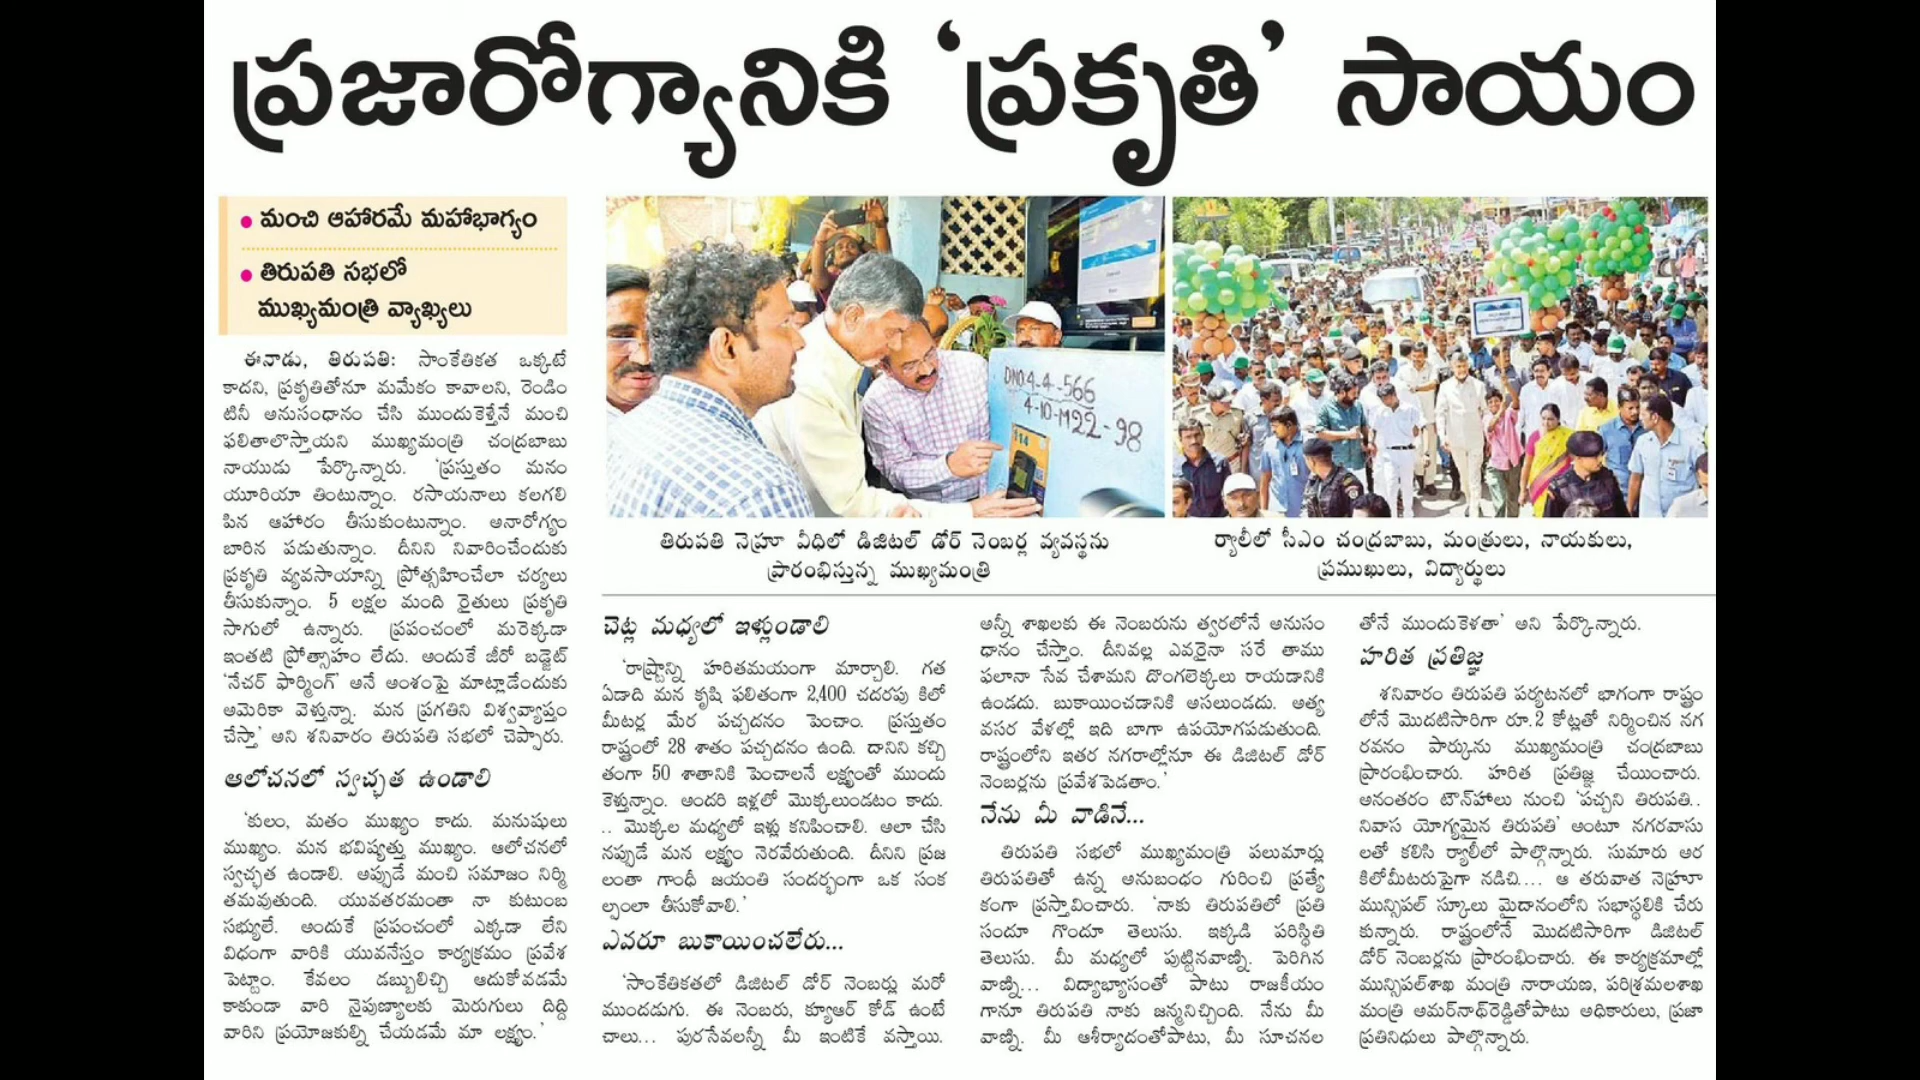 ప్రజారోగ్యానికి ‘ప్రకృతి’ సాయం
• మంచి ఆహారమే మహాభాగ్యం
• తిరుపతి సభలో
ముఖ్యమంత్రి వ్యాఖ్యలు
ఈనాడు, తిరుపతి: సాంకేతికత ఒక్కటే
కాదని, ప్రకృతితోనూ మమేకం కావాలని, రెండిం
టినీ అనుసంధానం చేసి ముందుకెళ్తేనే మంచి
ఫలితాలొస్తాయని ముఖ్యమంత్రి చంద్రబాబు
నాయుడు పేర్కొన్నారు. ‘ప్రస్తుతం మనం
యూరియా తింటున్నాం. రసాయనాలు కలగలి
పిన ఆహారం తీసుకుంటున్నాం. అనారోగ్యం
బారిన పడుతున్నాం. దీనిని నివారించేందుకు
ప్రకృతి వ్యవసాయాన్ని ప్రోత్సహించేలా చర్యలు
తీసుకున్నాం. 5 లక్షల మంది రైతులు ప్రకృతి
సాగులో ఉన్నారు. ప్రపంచంలో మరెక్కడా
ఇంతటి ప్రోత్సాహం లేదు. అందుకే జీరో బడ్జెట్
‘నేచర్ ఫార్మింగ్’ అనే అంశంపై మాట్లాడేందుకు
అమెరికా వెళ్తున్నా. మన ప్రగతిని విశ్వవ్యాప్తం
చేస్తా’ అని శనివారం తిరుపతి సభలో చెప్పారు.
ఆలోచనలో స్వచ్ఛత ఉండాలి
‘కులం, మతం ముఖ్యం కాదు. మనుషులు
ముఖ్యం. మన భవిష్యత్తు ముఖ్యం. ఆలోచనలో
స్వచ్ఛత ఉండాలి. అప్పుడే మంచి సమాజం నిర్మి
తమవుతుంది. యువతరమంతా నా కుటుంబ
సభ్యులే. అందుకే ప్రపంచంలో ఎక్కడా లేని
విధంగా వారికి యువనేస్తం కార్యక్రమం ప్రవేశ
పెట్టాం. కేవలం డబ్బులిచ్చి ఆదుకోవడమే
కాకుండా వారి నైపుణ్యాలకు మెరుగులు దిద్ది
వారిని ప్రయోజకుల్ని చేయడమే మా లక్ష్యం.’
DNO.4-4-566
4-10-M22-98
తిరుపతి నెహ్రూ వీధిలో డిజిటల్ డోర్ నెంబర్ల వ్యవస్థను
ప్రారంభిస్తున్న ముఖ్యమంత్రి
ర్యాలీలో సీఎం చంద్రబాబు, మంత్రులు, నాయకులు,
ప్రముఖులు, విద్యార్థులు
చెట్ల మధ్యలో ఇళ్లుండాలి
‘రాష్ట్రాన్ని హరితమయంగా మార్చాలి. గత
ఏడాది మన కృషి ఫలితంగా 2,400 చదరపు కిలో
మీటర్ల మేర పచ్చదనం పెంచాం. ప్రస్తుతం
రాష్ట్రంలో 28 శాతం పచ్చదనం ఉంది. దానిని కచ్చి
తంగా 50 శాతానికి పెంచాలనే లక్ష్యంతో ముందు
కెళ్తున్నాం. అందరి ఇళ్లలో మొక్కలుండటం కాదు.
.. మొక్కల మధ్యలో ఇళ్లు కనిపించాలి. అలా చేసి
నప్పుడే మన లక్ష్యం నెరవేరుతుంది. దీనిని ప్రజ
లంతా గాంధీ జయంతి సందర్భంగా ఒక సంక
ల్పంలా తీసుకోవాలి.’
ఎవరూ బుకాయించలేరు...
‘సాంకేతికతలో డిజిటల్ డోర్ నెంబర్లు మరో
ముందడుగు. ఈ నెంబరు, క్యూఆర్ కోడ్ ఉంటే
చాలు... పురసేవలన్నీ మీ ఇంటికే వస్తాయి.
అన్నీ శాఖలకు ఈ నెంబరును త్వరలోనే అనుసం
ధానం చేస్తాం. దీనివల్ల ఎవరైనా సరే తాము
ఫలానా సేవ చేశామని దొంగలెక్కలు రాయడానికి
ఉండదు. బుకాయించడానికి అసలుండదు. అత్య
వసర వేళల్లో ఇది బాగా ఉపయోగపడుతుంది.
రాష్ట్రంలోని ఇతర నగరాల్లోనూ ఈ డిజిటల్ డోర్
నెంబర్లను ప్రవేశపెడతాం.’
నేను మీ వాడినే...
తిరుపతి సభలో ముఖ్యమంత్రి పలుమార్లు
తిరుపతితో ఉన్న అనుబంధం గురించి ప్రత్యే
కంగా ప్రస్తావించారు. ‘నాకు తిరుపతిలో ప్రతి
సందూ గొందూ తెలుసు. ఇక్కడి పరిస్థితి
తెలుసు. మీ మధ్యలో పుట్టినవాణ్ని. పెరిగిన
వాణ్ని... విద్యాభ్యాసంతో పాటు రాజకీయం
గానూ తిరుపతి నాకు జన్మనిచ్చింది. నేను మీ
వాణ్ని. మీ ఆశీర్వాదంతోపాటు, మీ సూచనల
తోనే ముందుకెళతా’ అని పేర్కొన్నారు.
హరిత ప్రతిజ్ఞ
శనివారం తిరుపతి పర్యటనలో భాగంగా రాష్ట్రం
లోనే మొదటిసారిగా రూ.2 కోట్లతో నిర్మించిన నగ
రవనం పార్కును ముఖ్యమంత్రి చంద్రబాబు
ప్రారంభించారు. హరిత ప్రతిజ్ఞ చేయించారు.
అనంతరం టౌన్‌హాలు నుంచి ‘పచ్చని తిరుపతి..
నివాస యోగ్యమైన తిరుపతి’ అంటూ నగరవాసు
లతో కలిసి ర్యాలీలో పాల్గొన్నారు. సుమారు అర
కిలోమీటరుపైగా నడిచి.... ఆ తరువాత నెహ్రూ
మున్సిపల్ స్కూలు మైదానంలోని సభాస్థలికి చేరు
కున్నారు. రాష్ట్రంలోనే మొదటిసారిగా డిజిటల్
డోర్ నెంబర్లను ప్రారంభించారు. ఈ కార్యక్రమాల్లో
మున్సిపల్‌శాఖ మంత్రి నారాయణ, పరిశ్రమలశాఖ
మంత్రి అమర్‌నాథ్‌రెడ్డితోపాటు అధికారులు, ప్రజా
ప్రతినిధులు పాల్గొన్నారు.